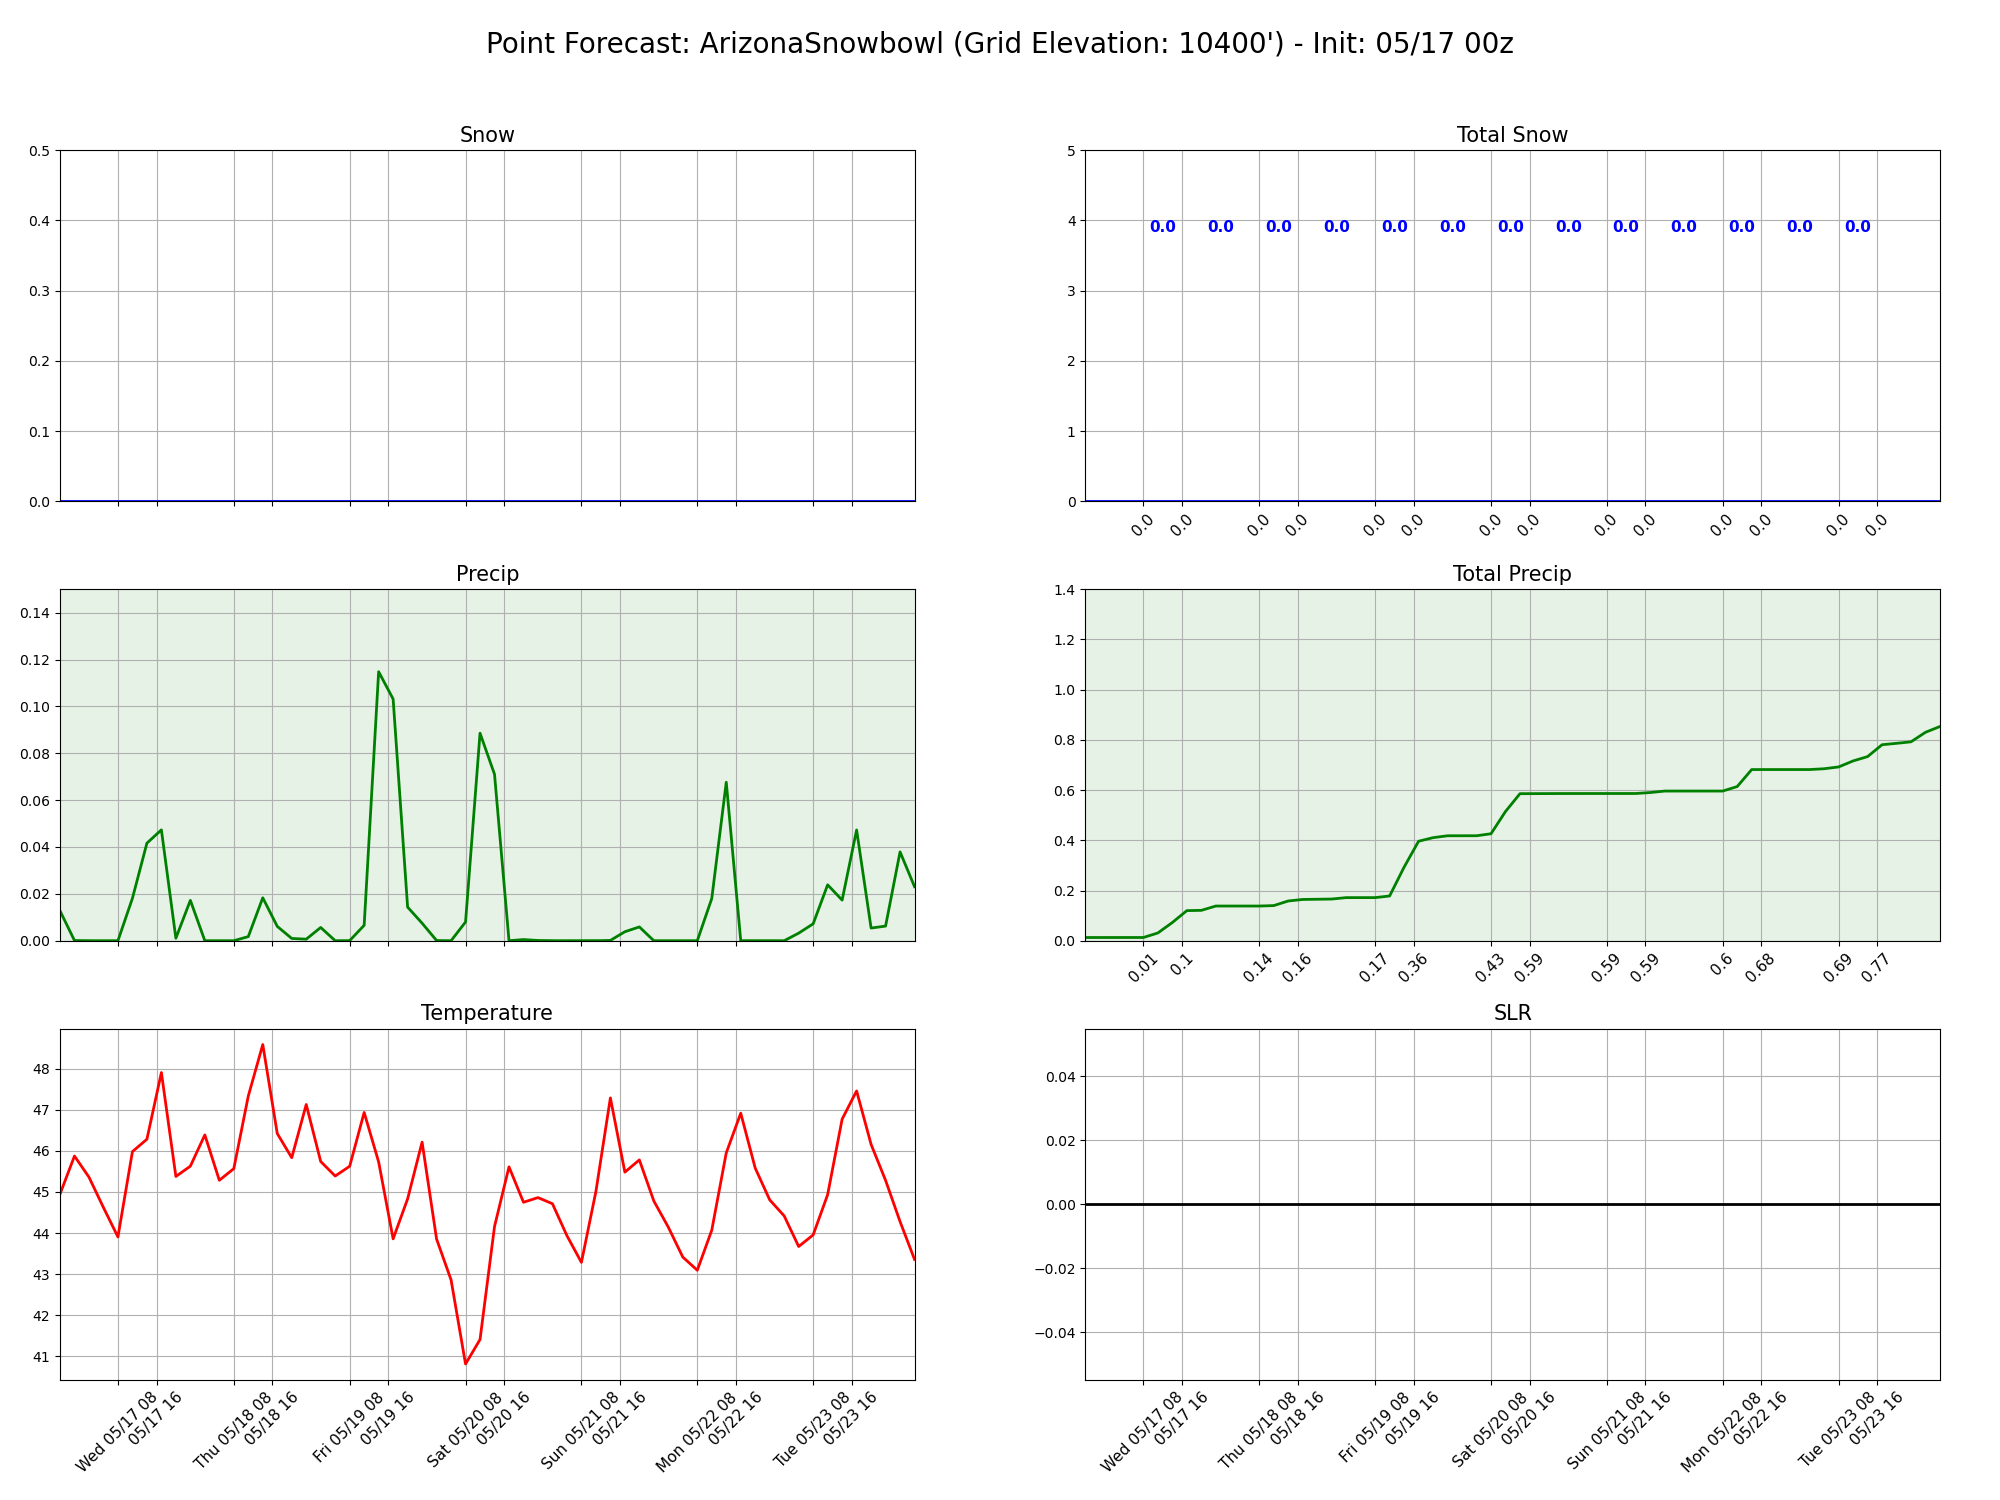 Point Forecast: ArizonaSnowbowl (Grid Elevation: 10400') - Init: 05/17 00z
Snow
0.5
0.4
0.3
0.2
0.1
0.0
Total Snow
5
4
3
2
1
0
0.0 0.0 0.0 0.0 0.0 0.0 0.0 0.0 0.0 0.0 0.0 0.0 0.0
0.0 0.0 0.0 0.0 0.0 0.0 0.0 0.0 0.0 0.0 0.0 0.0 0.0 0.0
Precip
0.14
0.12
0.10
0.08
0.06
0.04
0.02
0.00
Total Precip
1.4
1.2
1.0
0.8
0.6
0.4
0.2
0.0
0.01 0.1 0.14 0.16 0.17 0.36 0.43 0.59 0.59 0.59 0.6 0.68 0.69 0.77
Temperature
48
47
46
45
44
43
42
41
Wed 05/17 08
05/17 16
Thu 05/18 08
05/18 16
Fri 05/19 08
05/19 16
Sat 05/20 08
05/20 16
Sun 05/21 08
05/21 16
Mon 05/22 08
05/22 16
Tue 05/23 08
05/23 16
SLR
0.04
0.02
0.00
−0.02
−0.04
Wed 05/17 08
05/17 16
Thu 05/18 08
05/18 16
Fri 05/19 08
05/19 16
Sat 05/20 08
05/20 16
Sun 05/21 08
05/21 16
Mon 05/22 08
05/22 16
Tue 05/23 08
05/23 16